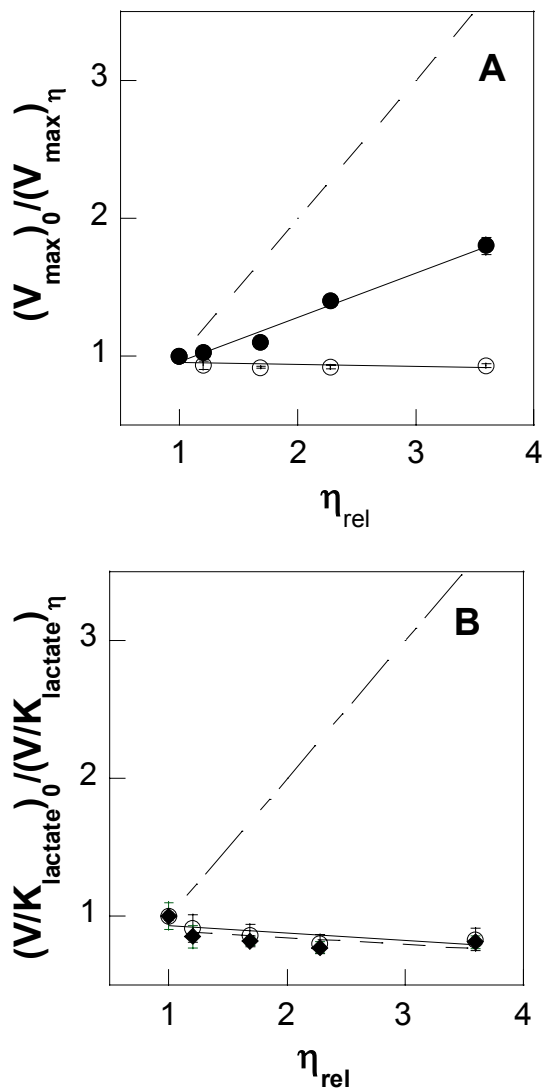 A
(Vmax)0/(Vmax)η
3
2
1
1 2 3 4
ηrel
B
(V/Klactate)0/(V/Klactate)η
3
2
1
1 2 3 4
ηrel